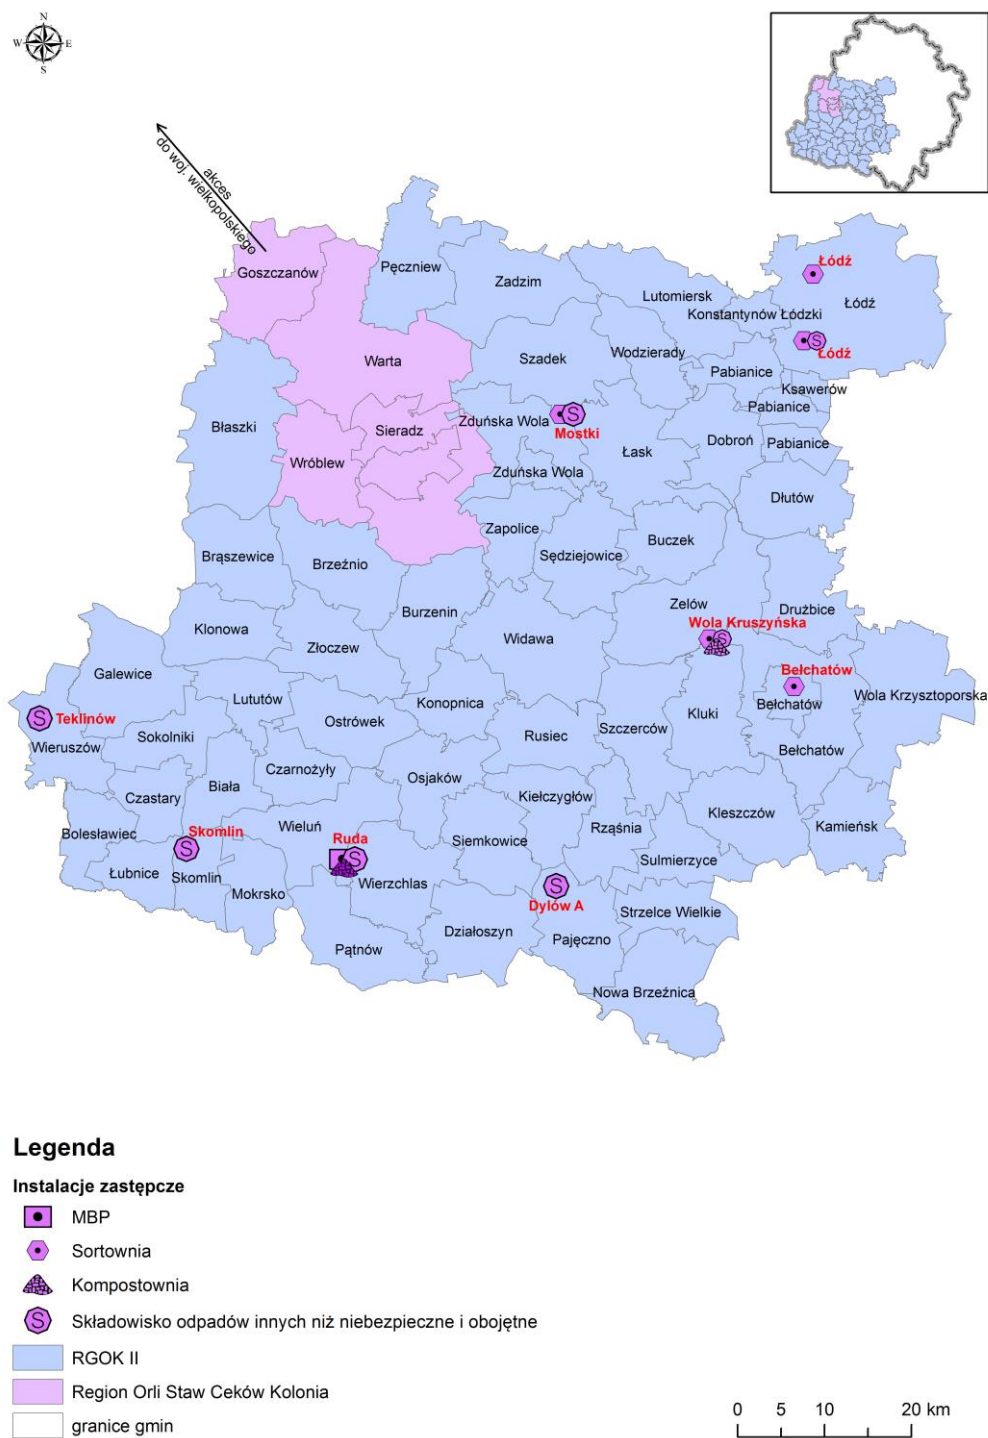 N
W E
S
akces
do woj. wielkopolskiego
Goszczanów
Pęczniew
Zadzim
Lutomiersk
Konstantynów Łódzki
Łódź
Łódź
Łódź
Warta
Szadek
Wodzierady
Pabianice
Ksawerów
Pabianice
Pabianice
Błaszki
Sieradz
Zduńska Wola
Mostki
Dobroń
Wróblew
Łask
Zduńska Wola
Dłutów
Zapolice
Buczek
Brąszewice
Brzeźnio
Sędziejowice
Burzenin
Zelów
Drużbice
Klonowa
Złoczew
Widawa
Wola Kruszyńska
Galewice
Bełchatów
Lututów
Konopnica
Bełchatów
Wola Krzysztoporska
Teklinów
Ostrówek
Kluki
Wieruszów
Sokolniki
Rusiec
Szczerców
Bełchatów
Czarnożyły
Osjaków
Czastary
Biała
Kiełczygłów
Kleszczów
Bolesławiec
Skomlin
Wieluń
Ruda
Siemkowice
Rząśnia
Kamieńsk
Łubnice
Skomlin
Mokrsko
Wierzchlas
Sulmierzyce
Dylów A
Strzelce Wielkie
Pątnów
Działoszyn
Pajęczno
Nowa Brzeźnica
Legenda
Instalacje zastępcze
MBP
Sortownia
Kompostownia
S Składowisko odpadów innych niż niebezpieczne i obojętne
RGOK II
Region Orli Staw Ceków Kolonia
granice gmin
0 5 10 20 km